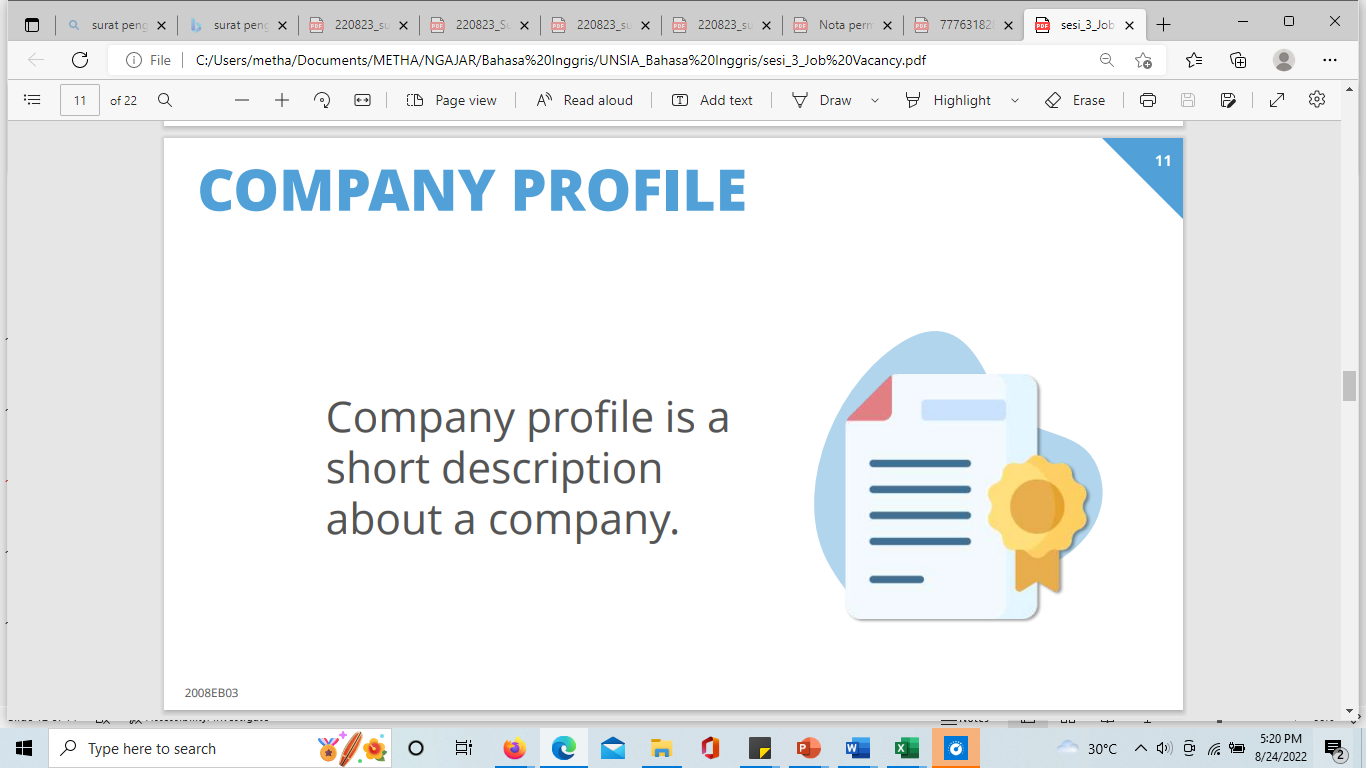 surat peng
surat peng
220823_su
220823_Su
220823_su
220823_su
Nota perm
77763182
sesi_3_Job
File
C:/Users/metha/Documents/METHA/NGAJAR/Bahasa%20Inggris/UNSIA_Bahasa%20Inggris/sesi_3_Job%20Vacancy.pdf
11 of 22
Page view
Read aloud
Add text
Draw
Highlight
Erase
COMPANY PROFILE
11
Company profile is a
short description
about a company.
2008EB03
Type here to search
30°C
5:20 PM
8/24/2022
2